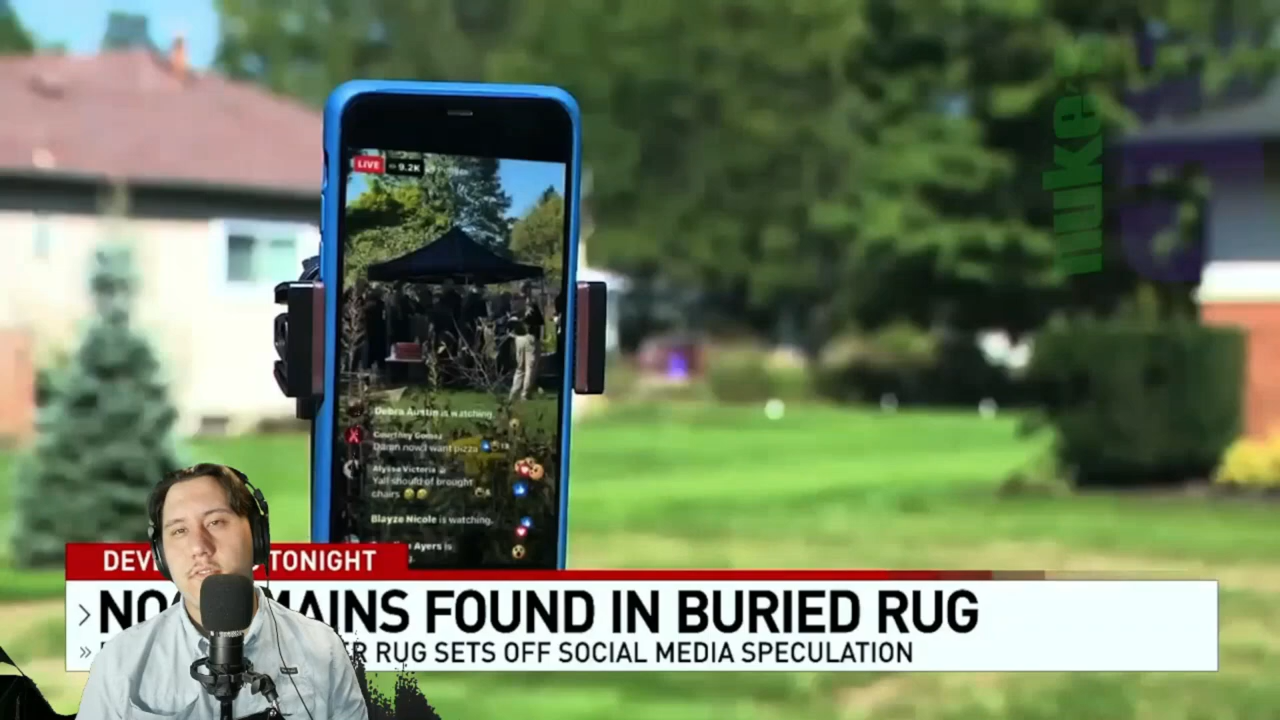 nuke's
LIVE 9.2K
Debra Austin is watching.
Courtney Gomez
Damn now I want pizza
Alyssa Victoria
Yall should of brought
chairs
Blayze Nicole is watching.
Ayers is
TONIGHT
MAINS FOUND IN BURIED RUG
RUG SETS OFF SOCIAL MEDIA SPECULATION